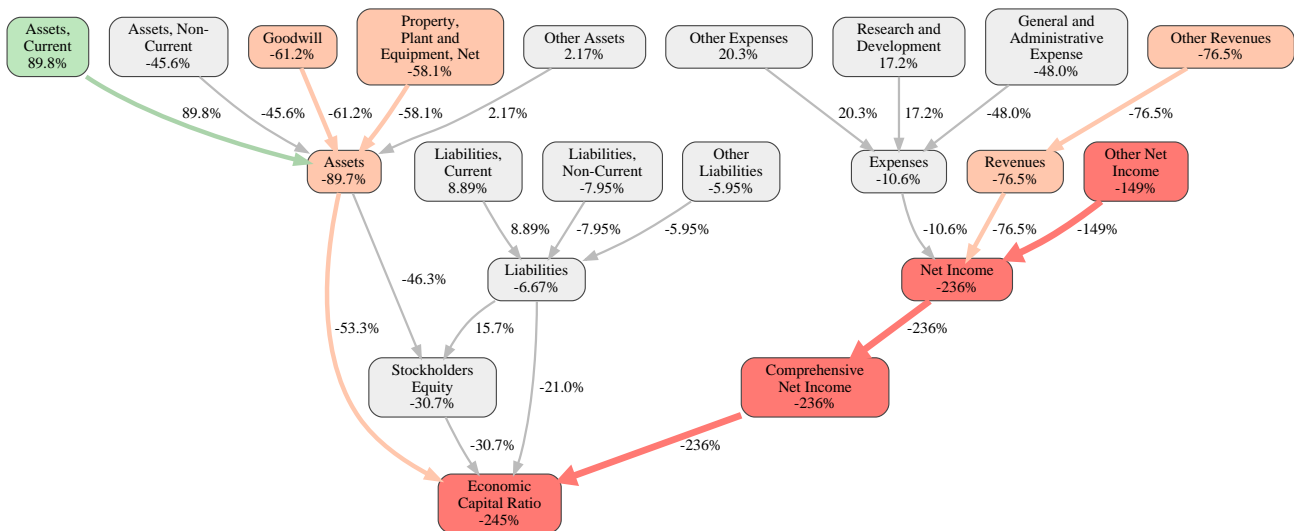 Assets,
Current
89.8%
Assets, Non-
Current
-45.6%
Goodwill
-61.2%
Property,
Plant and
Equipment, Net
-58.1%
Other Assets
2.17%
Other Expenses
20.3%
Research and
Development
17.2%
General and
Administrative
Expense
-48.0%
Other Revenues
-76.5%
89.8%
-45.6%
-61.2%
-58.1%
2.17%
20.3%
17.2%
-48.0%
-76.5%
Assets
-89.7%
Liabilities,
Current
8.89%
Liabilities,
Non-Current
-7.95%
Other
Liabilities
-5.95%
Expenses
-10.6%
Revenues
-76.5%
Other Net
Income
-149%
8.89%
-7.95%
-5.95%
-10.6%
-76.5%
-149%
-46.3%
Liabilities
-6.67%
Net Income
-236%
-53.3%
15.7%
-236%
Stockholders
Equity
-30.7%
-21.0%
Comprehensive
Net Income
-236%
-30.7%
-236%
Economic
Capital Ratio
-245%